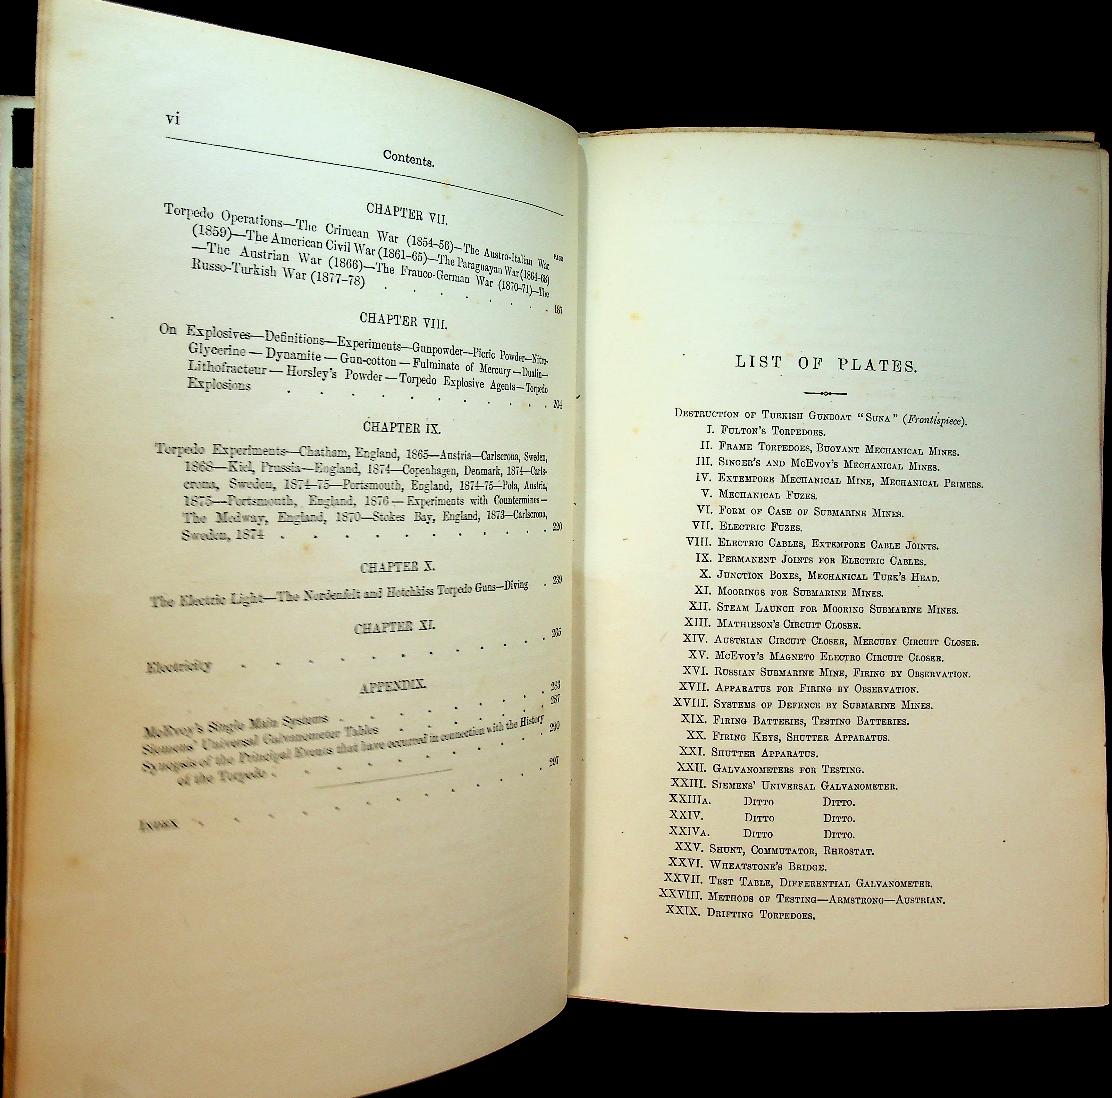 vi
Contents.
CHAPTER VII.
PAGE
Torpedo Operations—The Crimean War (1854–56)—The Austro-Italian War
(1859)—The American Civil War (1861–65)—The Paraguayan War (1864–68)
—The Austrian War (1866)—The Franco-German War (1870–71)—The
Russo-Turkish War (1877–78) . . . . . . 185
CHAPTER VIII.
On Explosives—Definitions—Experiments—Gunpowder—Picric Powder—Nitro-
Glycerine—Dynamite—Gun-cotton—Fulminate of Mercury—Dualin—
Lithofracteur—Horsley's Powder—Torpedo Explosive Agents—Torpedo
Explosions . . . . . . . . . 204
CHAPTER IX.
Torpedo Experiments—Chatham, England, 1865—Austria—Carlscrona, Sweden,
1868—Kiel, Prussia—England, 1874—Copenhagen, Denmark, 1874—Carls-
crona, Sweden, 1874–75—Portsmouth, England, 1874–75—Pola, Austria,
1875—Portsmouth, England, 1876—Experiments with Countermines—
The Medway, England, 1870—Stokes Bay, England, 1873—Carlscrona,
Sweden, 1874 . . . . . . . . . 220
CHAPTER X.
The Electric Light—The Nordenfelt and Hotchkiss Torpedo Guns—Diving . 239
CHAPTER XI.
Electricity . . . . . . . . . 265
APPENDIX.
McEvoy's Single Main Systems . . . . . . 283
Siemens' Universal Galvanometer Tables . . . . . 287
Synopsis of the Principal Events that have occurred in connection with the History
of the Torpedo . . . . . . . . 290
Index . . . . . . . . . 297
LIST OF PLATES.
Destruction of Turkish Gunboat "Suna" (Frontispiece).
I. Fulton's Torpedoes.
II. Frame Torpedoes, Buoyant Mechanical Mines.
III. Singer's and McEvoy's Mechanical Mines.
IV. Extempore Mechanical Mine, Mechanical Primers.
V. Mechanical Fuzes.
VI. Form of Case of Submarine Mines.
VII. Electric Fuzes.
VIII. Electric Cables, Extempore Cable Joints.
IX. Permanent Joints for Electric Cables.
X. Junction Boxes, Mechanical Turk's Head.
XI. Moorings for Submarine Mines.
XII. Steam Launch for Mooring Submarine Mines.
XIII. Mathieson's Circuit Closer.
XIV. Austrian Circuit Closer, Mercury Circuit Closer.
XV. McEvoy's Magneto Electro Circuit Closer.
XVI. Russian Submarine Mine, Firing by Observation.
XVII. Apparatus for Firing by Observation.
XVIII. Systems of Defence by Submarine Mines.
XIX. Firing Batteries, Testing Batteries.
XX. Firing Keys, Shutter Apparatus.
XXI. Shutter Apparatus.
XXII. Galvanometers for Testing.
XXIII. Siemens' Universal Galvanometer.
XXIIIa. Ditto Ditto.
XXIV. Ditto Ditto.
XXIVa. Ditto Ditto.
XXV. Shunt, Commutator, Rheostat.
XXVI. Wheatstone's Bridge.
XXVII. Test Table, Differential Galvanometer.
XXVIII. Methods of Testing—Armstrong—Austrian.
XXIX. Drifting Torpedoes.